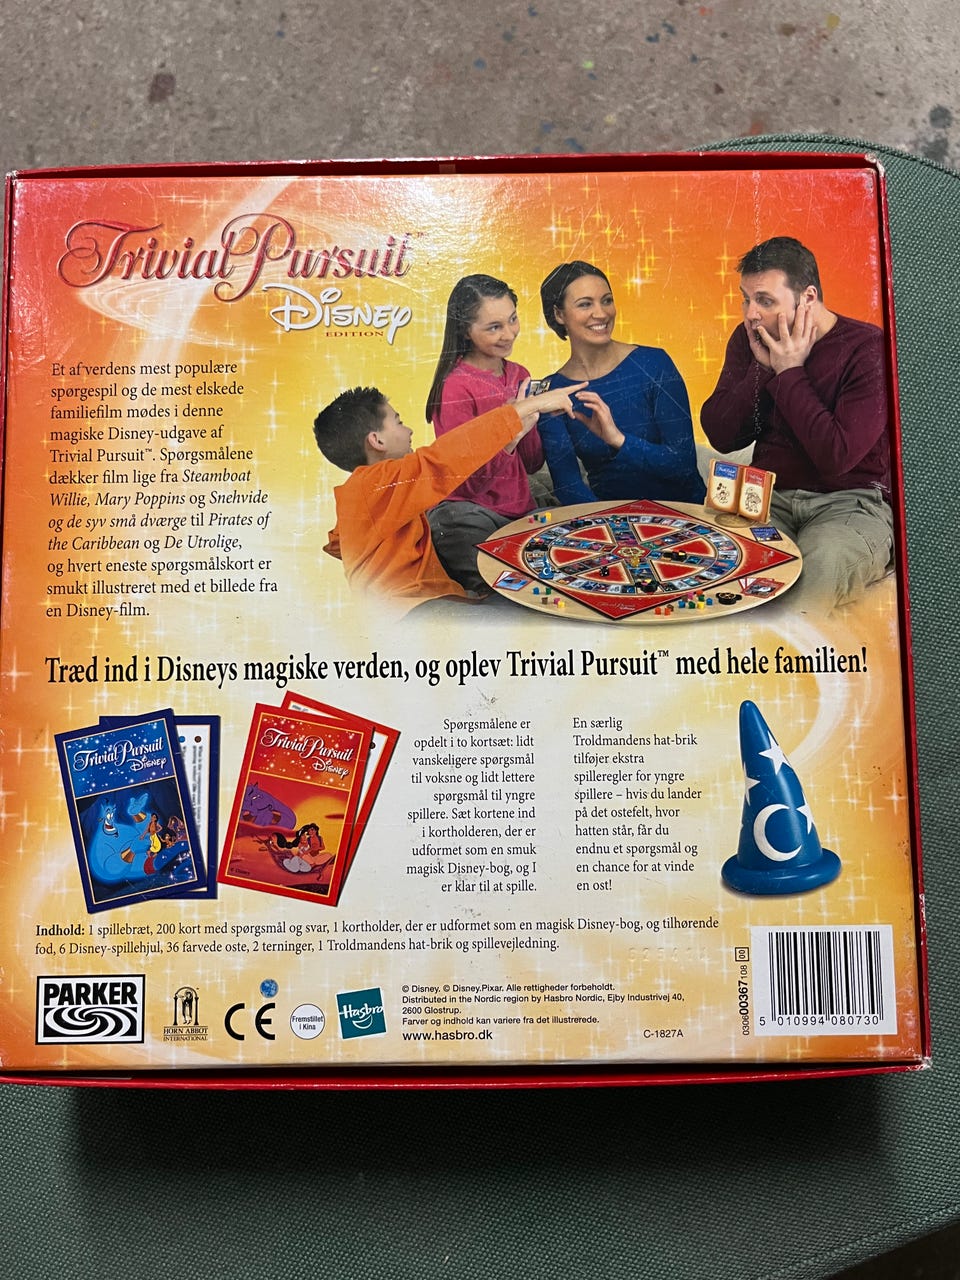 Trivial Pursuit™
Disney
EDITION
Et af verdens mest populære
spørgespil og de mest elskede
familiefilm mødes i denne
magiske Disney-udgave af
Trivial Pursuit™. Spørgsmålene
dækker film lige fra Steamboat
Willie, Mary Poppins og Snehvide
og de syv små dværge til Pirates of
the Caribbean og De Utrolige,
og hvert eneste spørgsmålskort er
smukt illustreret med et billede fra
en Disney-film.
Træd ind i Disneys magiske verden, og oplev Trivial Pursuit™ med hele familien!
Trivial Pursuit
Disney
Trivial Pursuit
Disney
Spørgsmålene er
opdelt i to kortsæt: lidt
vanskeligere spørgsmål
til voksne og lidt lettere
spørgsmål til yngre
spillere. Sæt kortene ind
i kortholderen, der er
udformet som en smuk
magisk Disney-bog, og I
er klar til at spille.
En særlig
Troldmandens hat-brik
tilføjer ekstra
spilleregler for yngre
spillere – hvis du lander
på det ostefelt, hvor
hatten står, får du
endnu et spørgsmål og
en chance for at vinde
en ost!
Indhold: 1 spillebræt, 200 kort med spørgsmål og svar, 1 kortholder, der er udformet som en magisk Disney-bog, og tilhørende
fod, 6 Disney-spillehjul, 36 farvede oste, 2 terninger, 1 Troldmandens hat-brik og spillevejledning.
PARKER
HORN ABBOT
INTERNATIONAL
CE
Fremstillet
i Kina
Hasbro
© Disney. © Disney.Pixar. Alle rettigheder forbeholdt.
Distributed in the Nordic region by Hasbro Nordic, Ejby Industrivej 40,
2600 Glostrup.
Farver og indhold kan variere fra det illustrerede.
www.hasbro.dk
C-1827A
030600367108 00
5 010994 080730